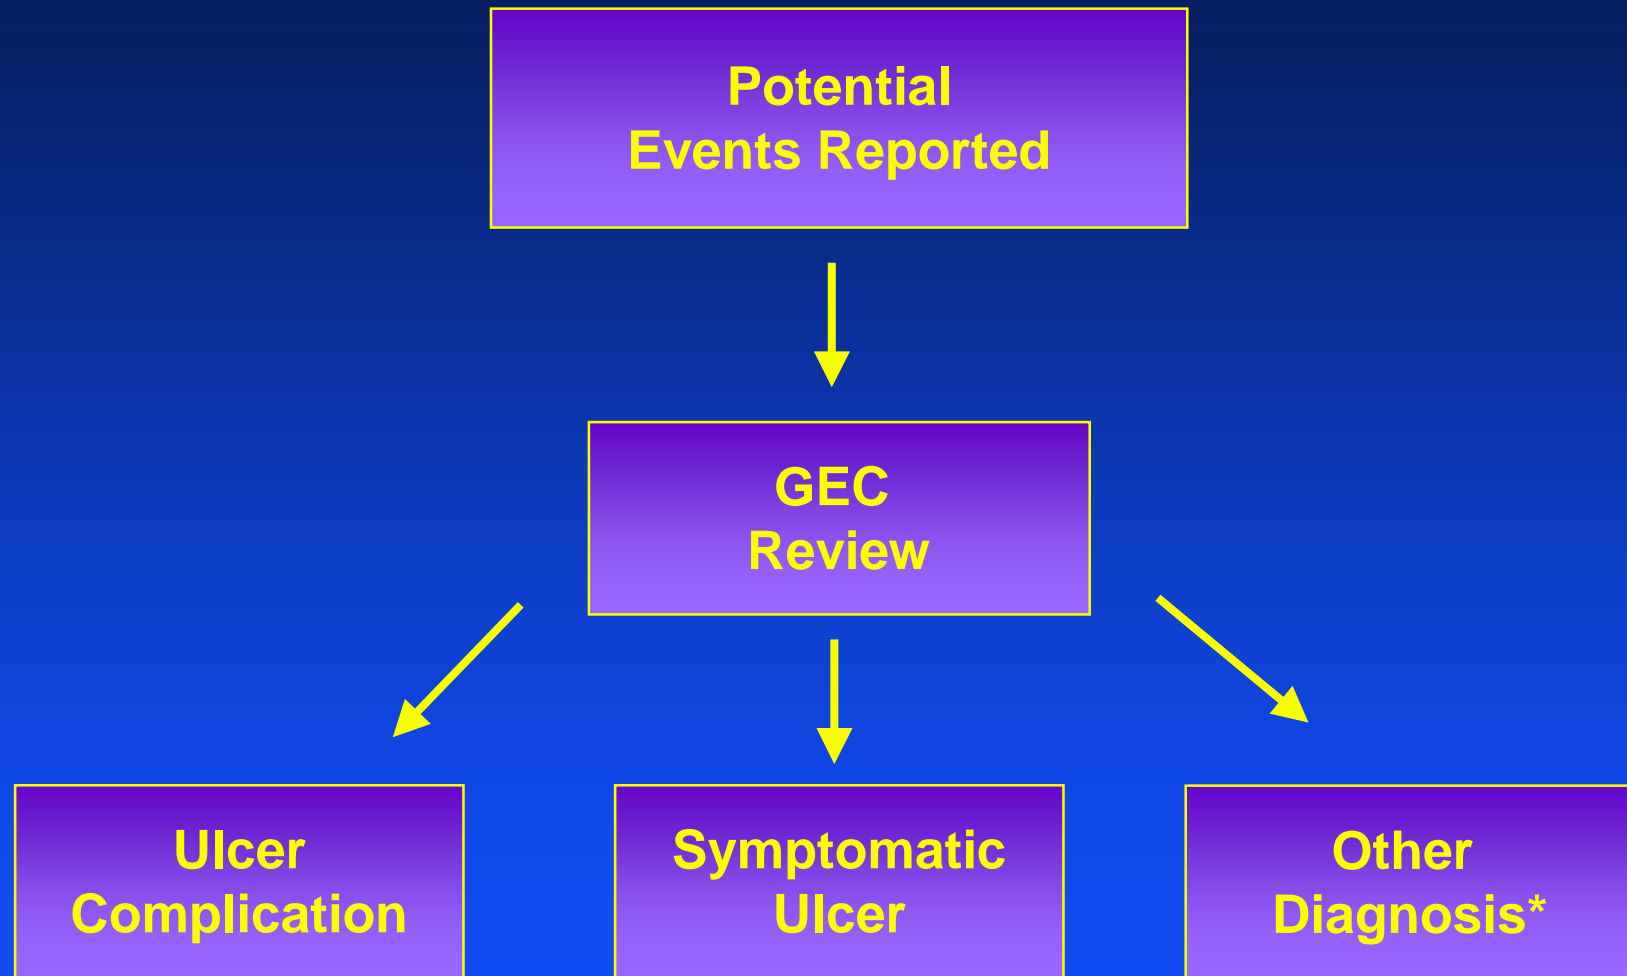 Potential
Events Reported
GEC
Review
Ulcer
Complication
Symptomatic
Ulcer
Other
Diagnosis*